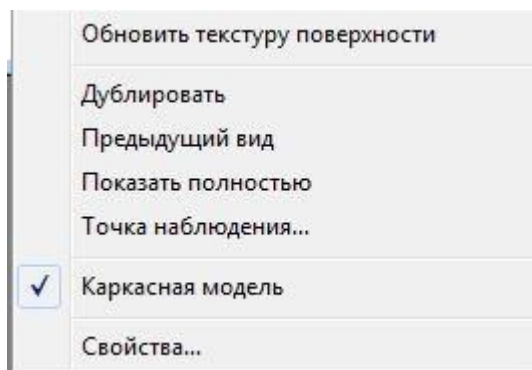 Обновить текстуру поверхности
Дублировать
Предыдущий вид
Показать полностью
Точка наблюдения...
Каркасная модель
Свойства...